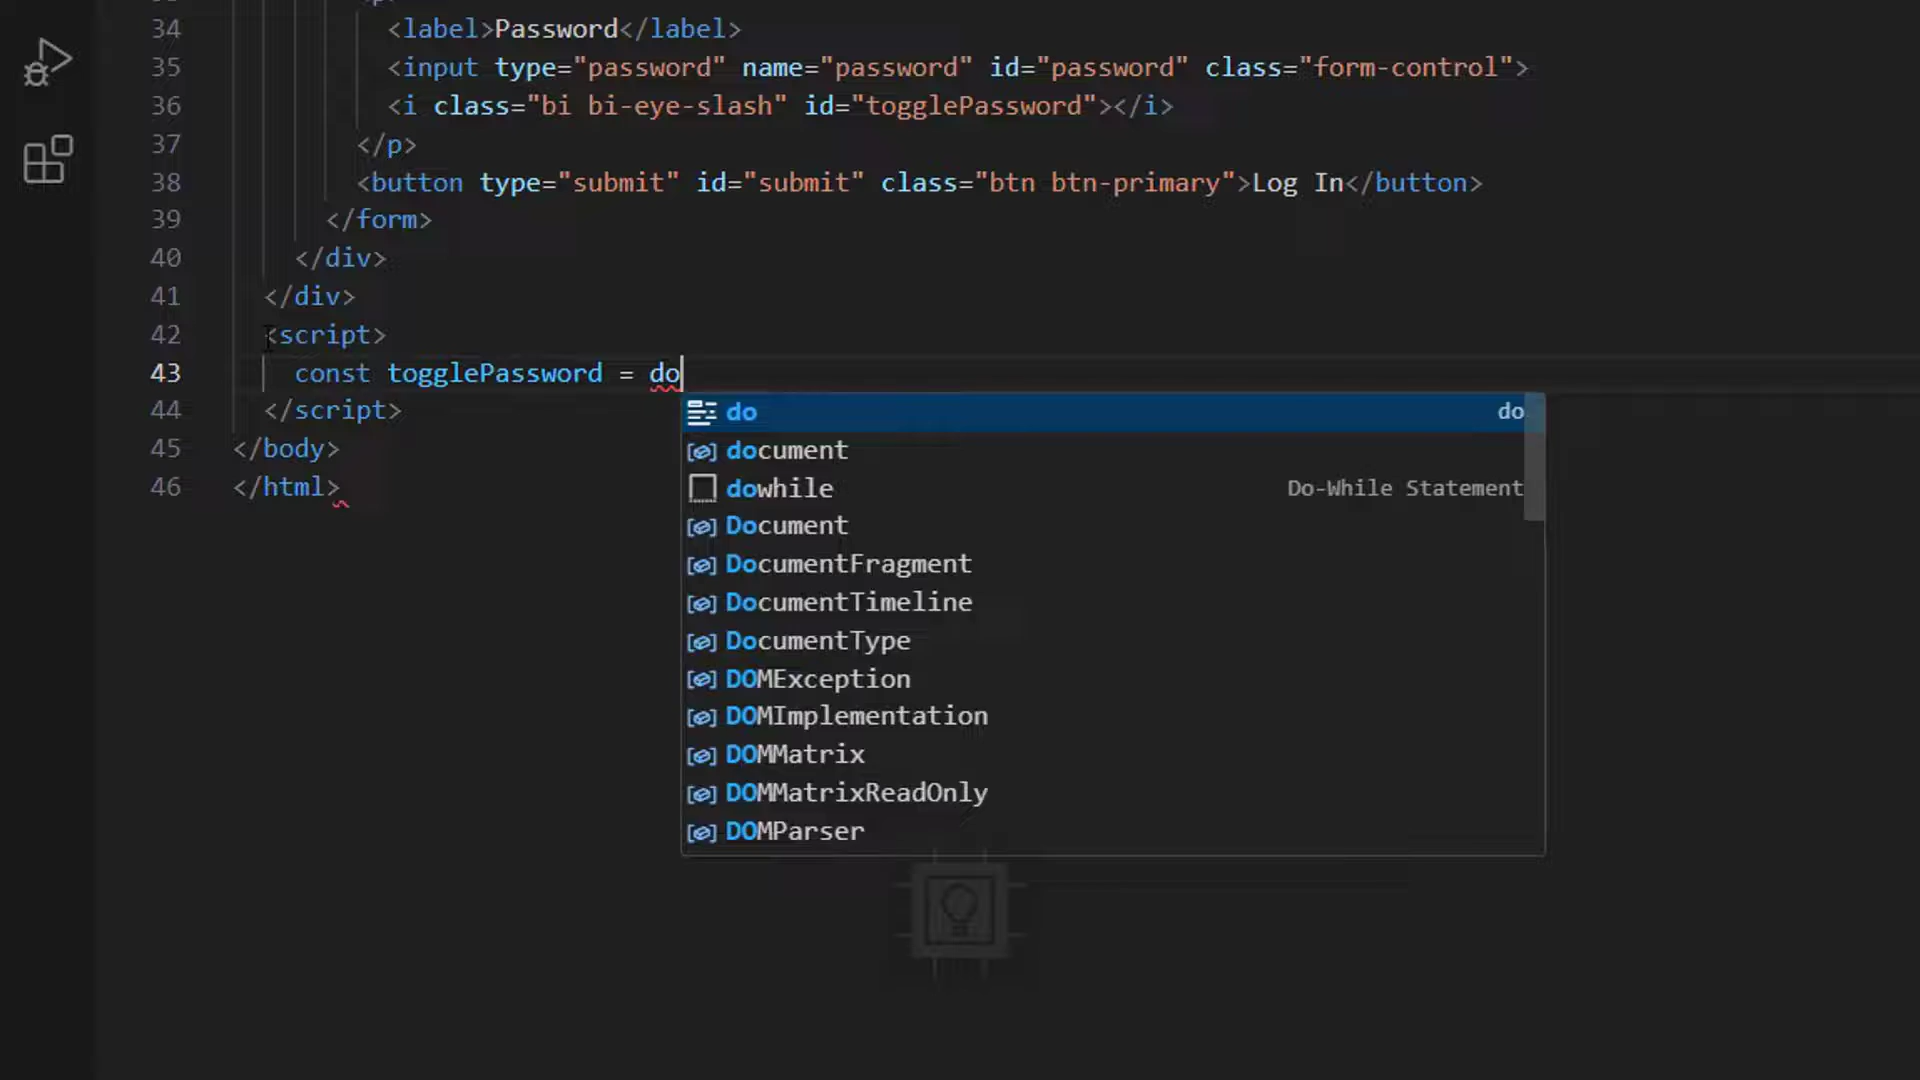 34 <label>Password</label>
35 <input type="password" name="password" id="password" class="form-control">
36 <i class="bi bi-eye-slash" id="togglePassword"></i>
37 </p>
38 <button type="submit" id="submit" class="btn btn-primary">Log In</button>
39 </form>
40 </div>
41 </div>
42 <script>
43 const togglePassword = do
44 </script>
45 </body>
46 </html>
do do
document
dowhile Do-While Statement
Document
DocumentFragment
DocumentTimeline
DocumentType
DOMException
DOMImplementation
DOMMatrix
DOMMatrixReadOnly
DOMParser